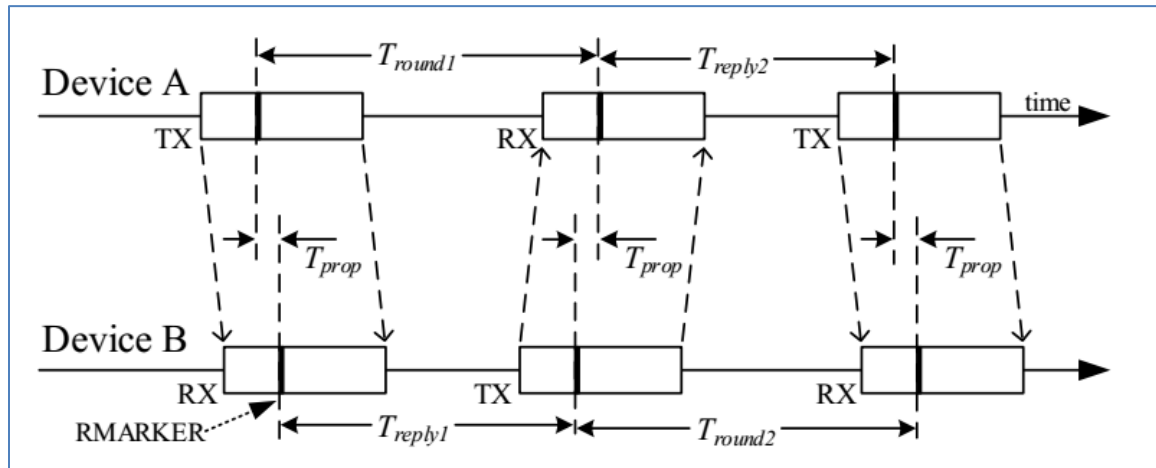 T_round1
T_reply2
Device A
time
TX
RX
TX
T_prop
T_prop
T_prop
Device B
RX
TX
RX
RMARKER
T_reply1
T_round2